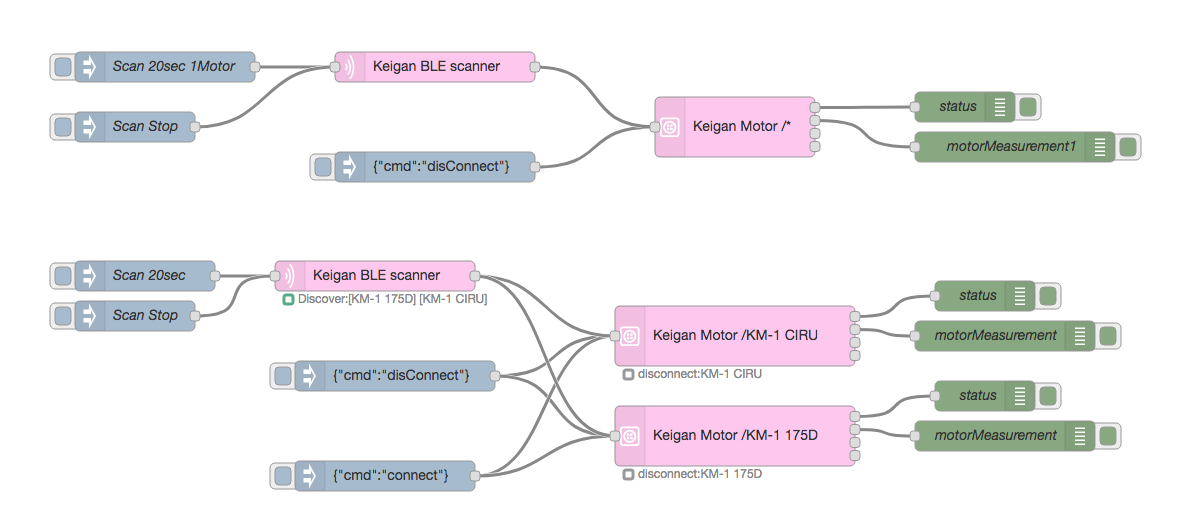 Scan 20sec 1Motor
Keigan BLE scanner
Scan Stop
Keigan Motor /*
status
motorMeasurement1
{"cmd":"disConnect"}
Scan 20sec
Keigan BLE scanner
Discover:[KM-1 175D] [KM-1 CIRU]
Scan Stop
Keigan Motor /KM-1 CIRU
disconnect:KM-1 CIRU
status
motorMeasurement
{"cmd":"disConnect"}
Keigan Motor /KM-1 175D
disconnect:KM-1 175D
status
motorMeasurement
{"cmd":"connect"}